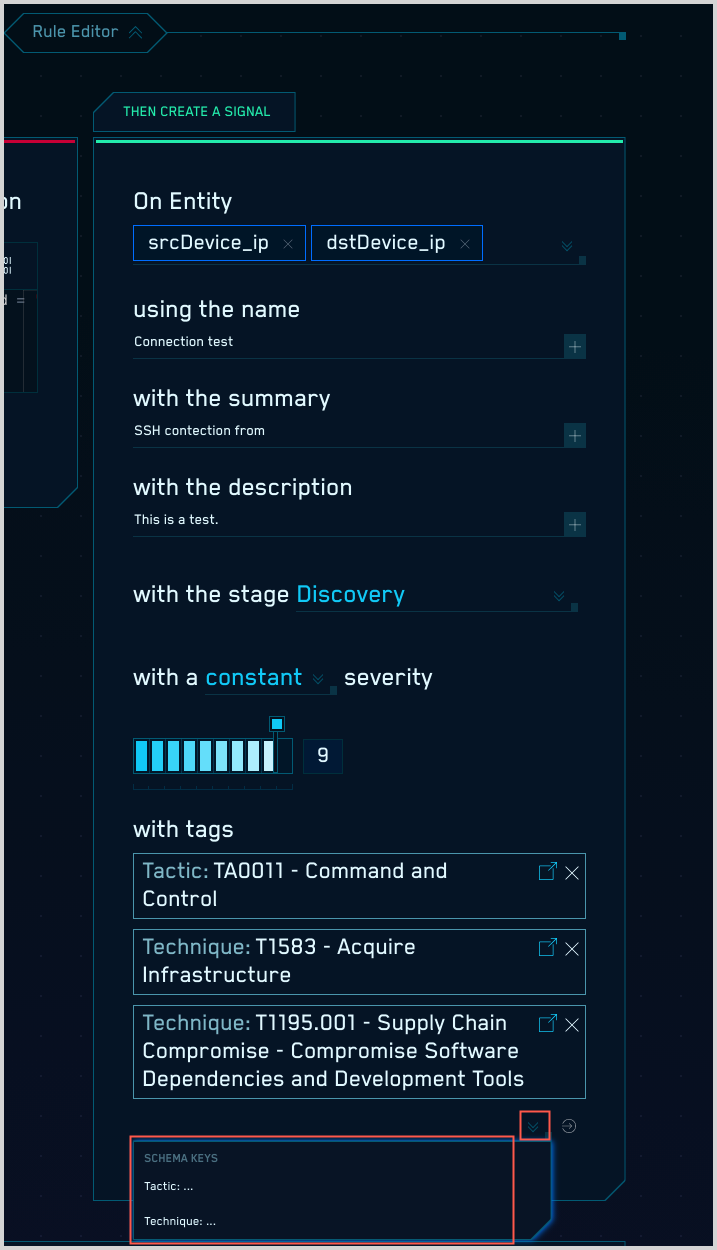 Rule Editor
THEN CREATE A SIGNAL
on
On Entity
srcDevice_ip
dstDevice_ip
01
01
d =
using the name
Connection test
with the summary
SSH contection from
with the description
This is a test.
with the stage Discovery
with a constant severity
9
with tags
Tactic: TA0011 - Command and
Control
Technique: T1583 - Acquire
Infrastructure
Technique: T1195.001 - Supply Chain
Compromise - Compromise Software
Dependencies and Development Tools
SCHEMA KEYS
Tactic: ...
Technique: ...